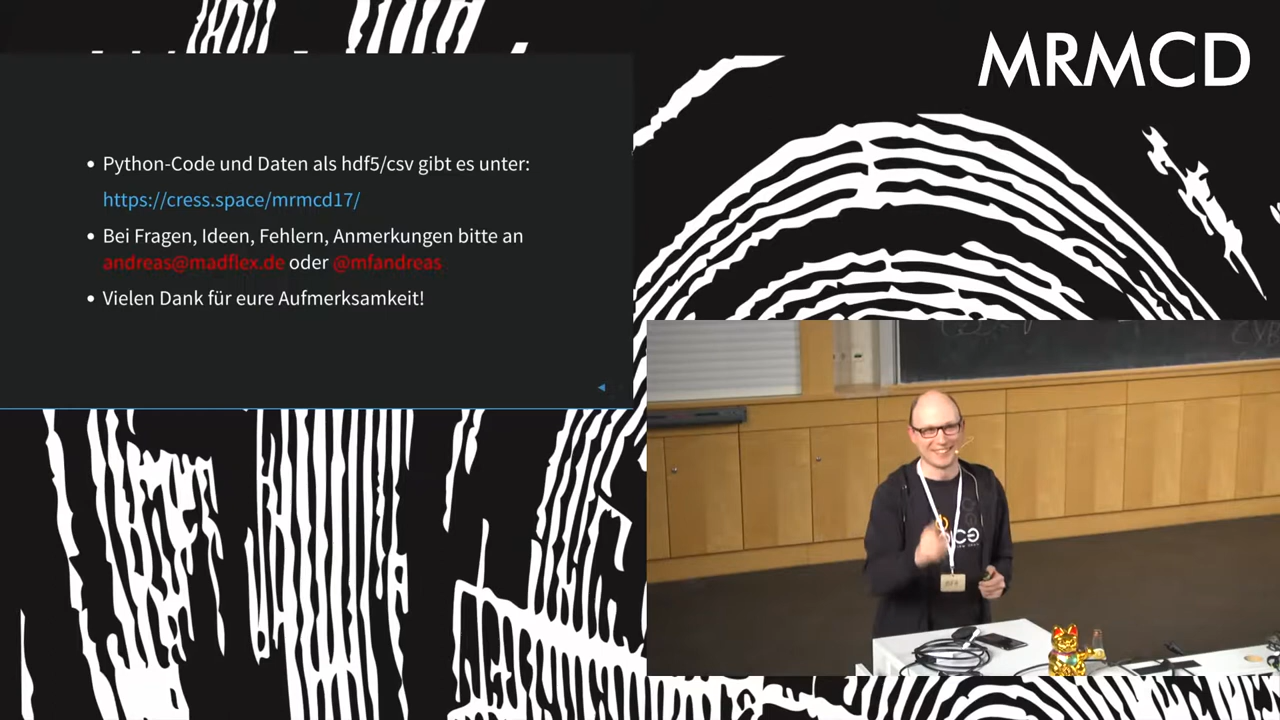 MRMCD
• Python-Code und Daten als hdf5/csv gibt es unter:
https://cress.space/mrmcd17/
• Bei Fragen, Ideen, Fehlern, Anmerkungen bitte an
andreas@madflex.de oder @mfandreas
• Vielen Dank für eure Aufmerksamkeit!